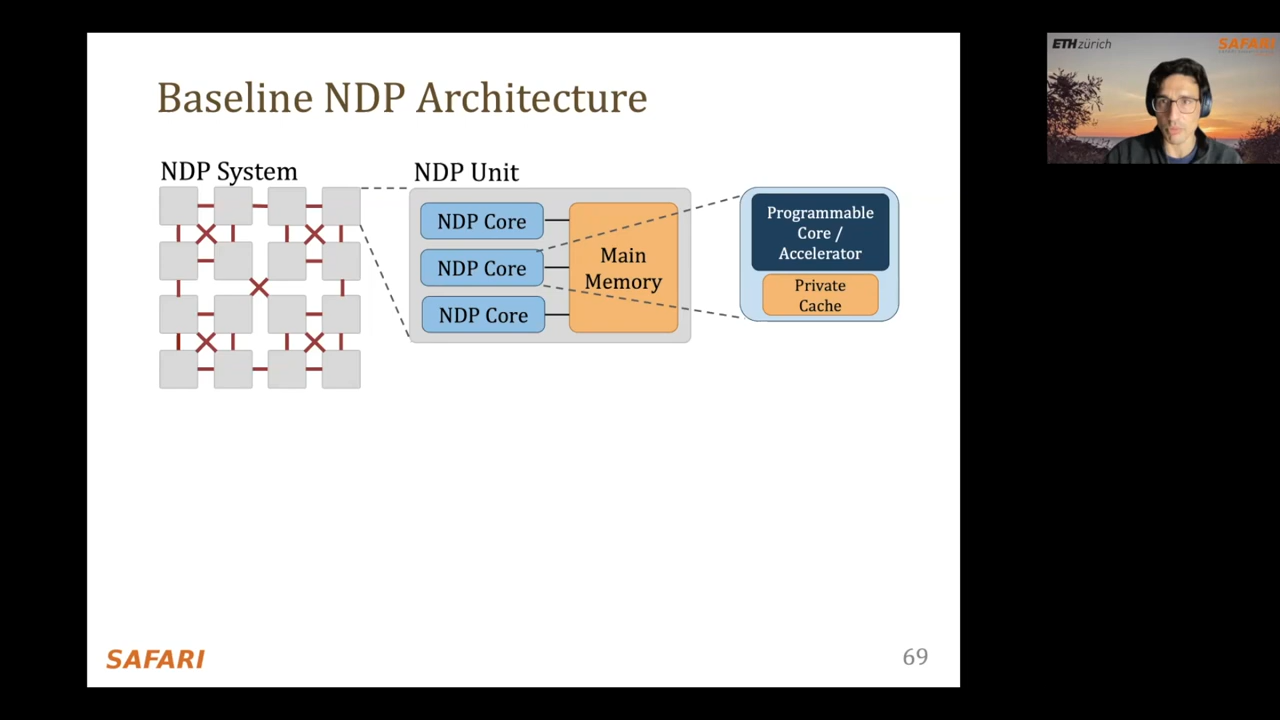 Baseline NDP Architecture
NDP System
NDP Unit
NDP Core
NDP Core
NDP Core
Main
Memory
Programmable
Core /
Accelerator
Private
Cache
SAFARI
69
ETH zürich
SAFARI